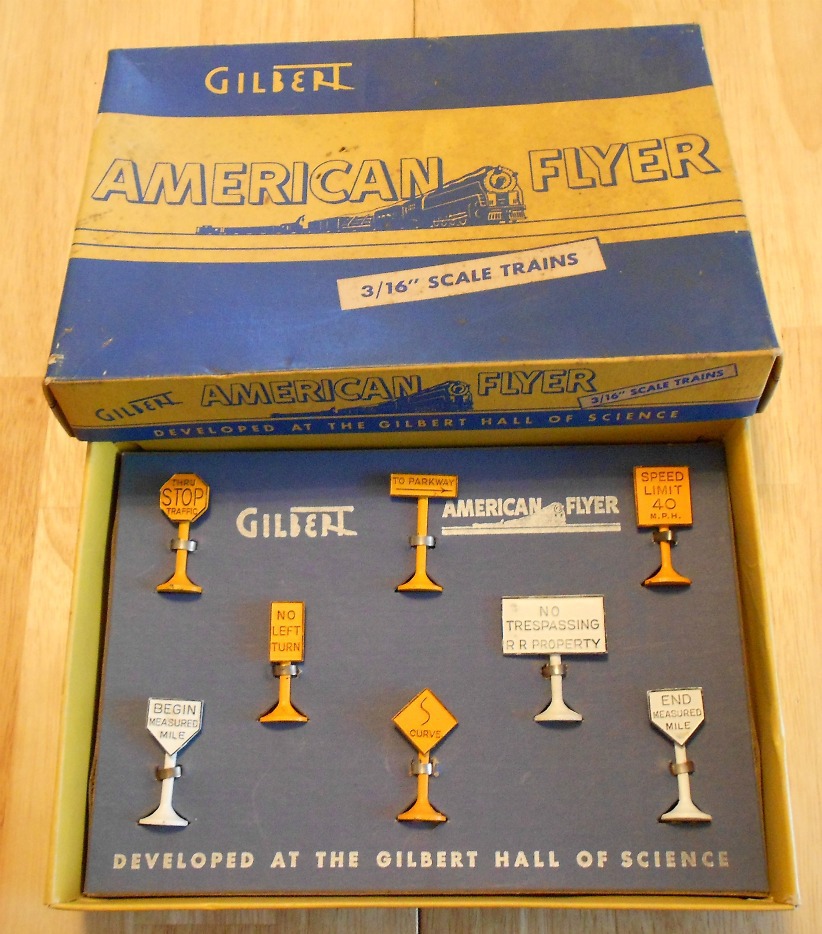 GILBERT
AMERICAN FLYER
3/16" SCALE TRAINS
GILBERT AMERICAN FLYER 3/16" SCALE TRAINS
DEVELOPED AT THE GILBERT HALL OF SCIENCE
THRU
STOP
TRAFFIC
TO PARKWAY
SPEED
LIMIT
40
M.P.H.
GILBERT
AMERICAN FLYER
NO
LEFT
TURN
NO
TRESPASSING
R R PROPERTY
BEGIN
MEASURED
MILE
CURVE
END
MEASURED
MILE
DEVELOPED AT THE GILBERT HALL OF SCIENCE